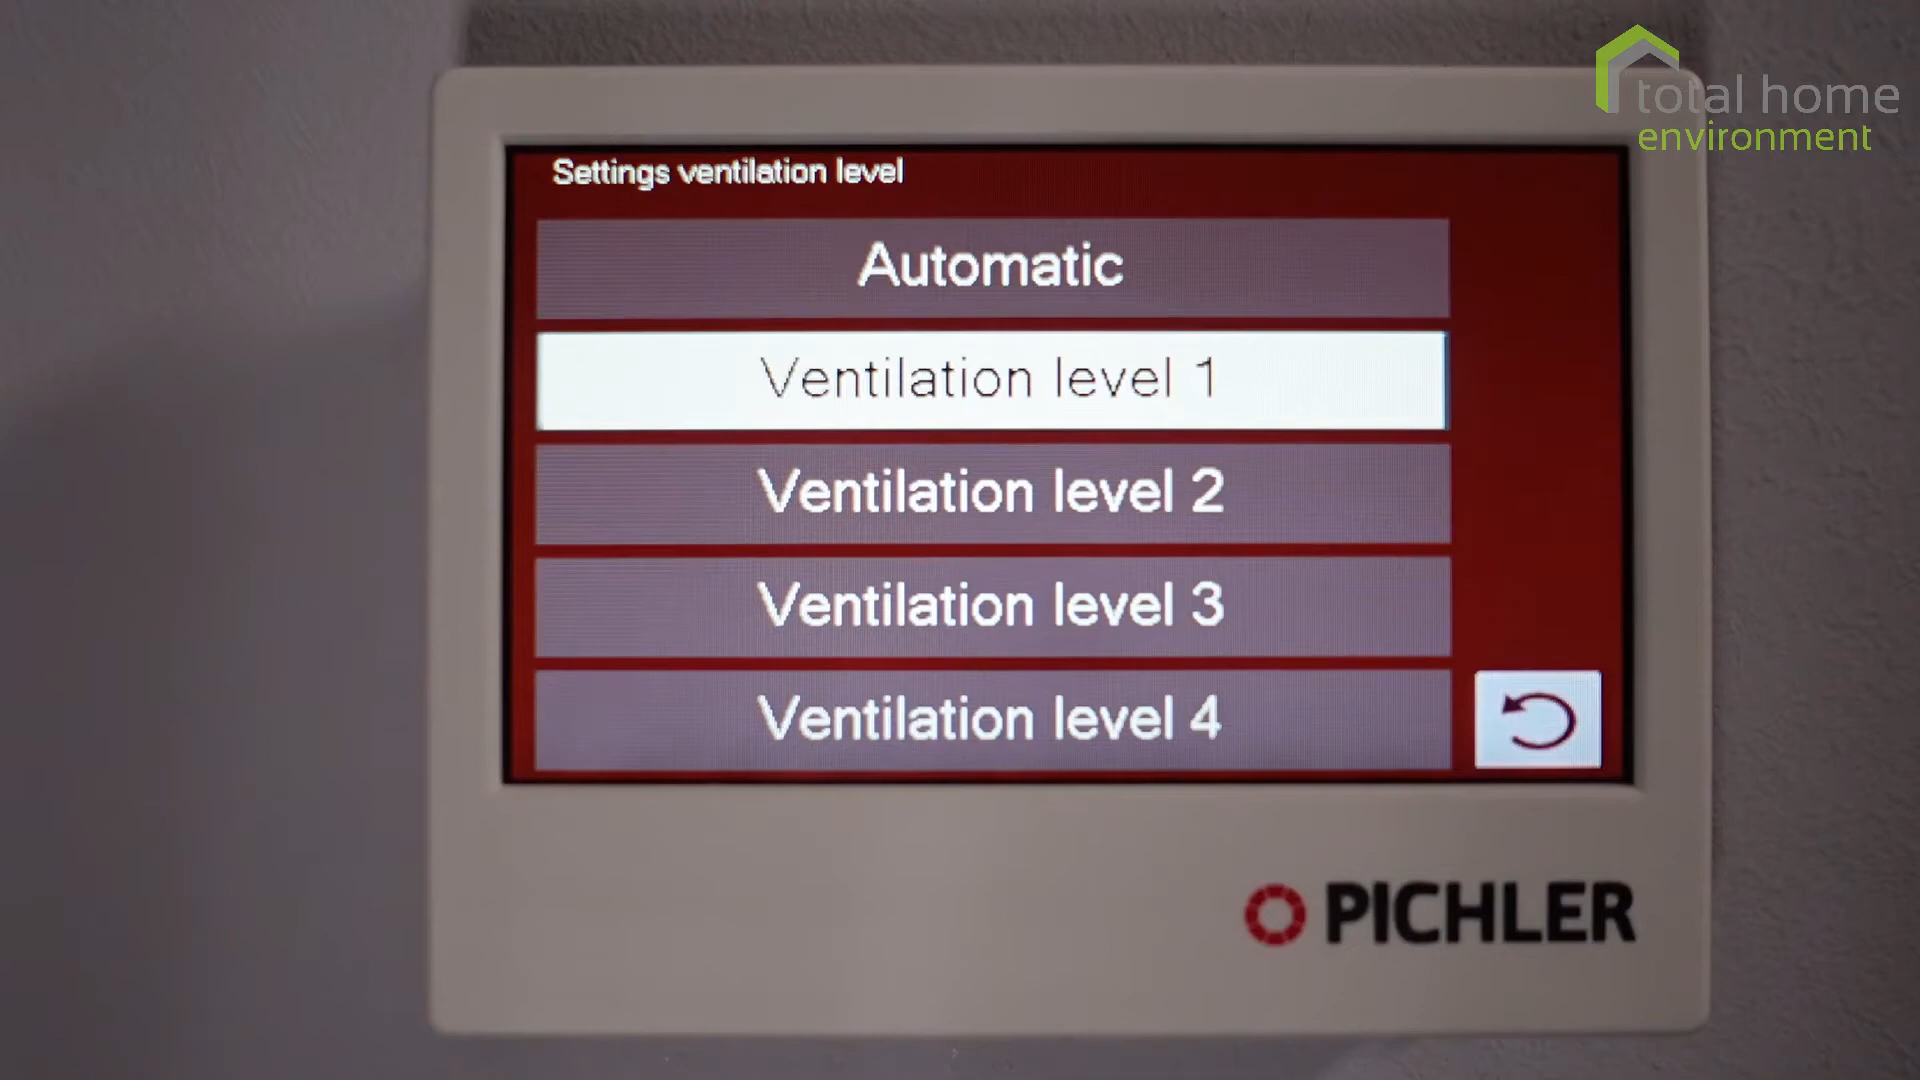 total home
environment
Settings ventilation level
Automatic
Ventilation level 1
Ventilation level 2
Ventilation level 3
Ventilation level 4
PICHLER